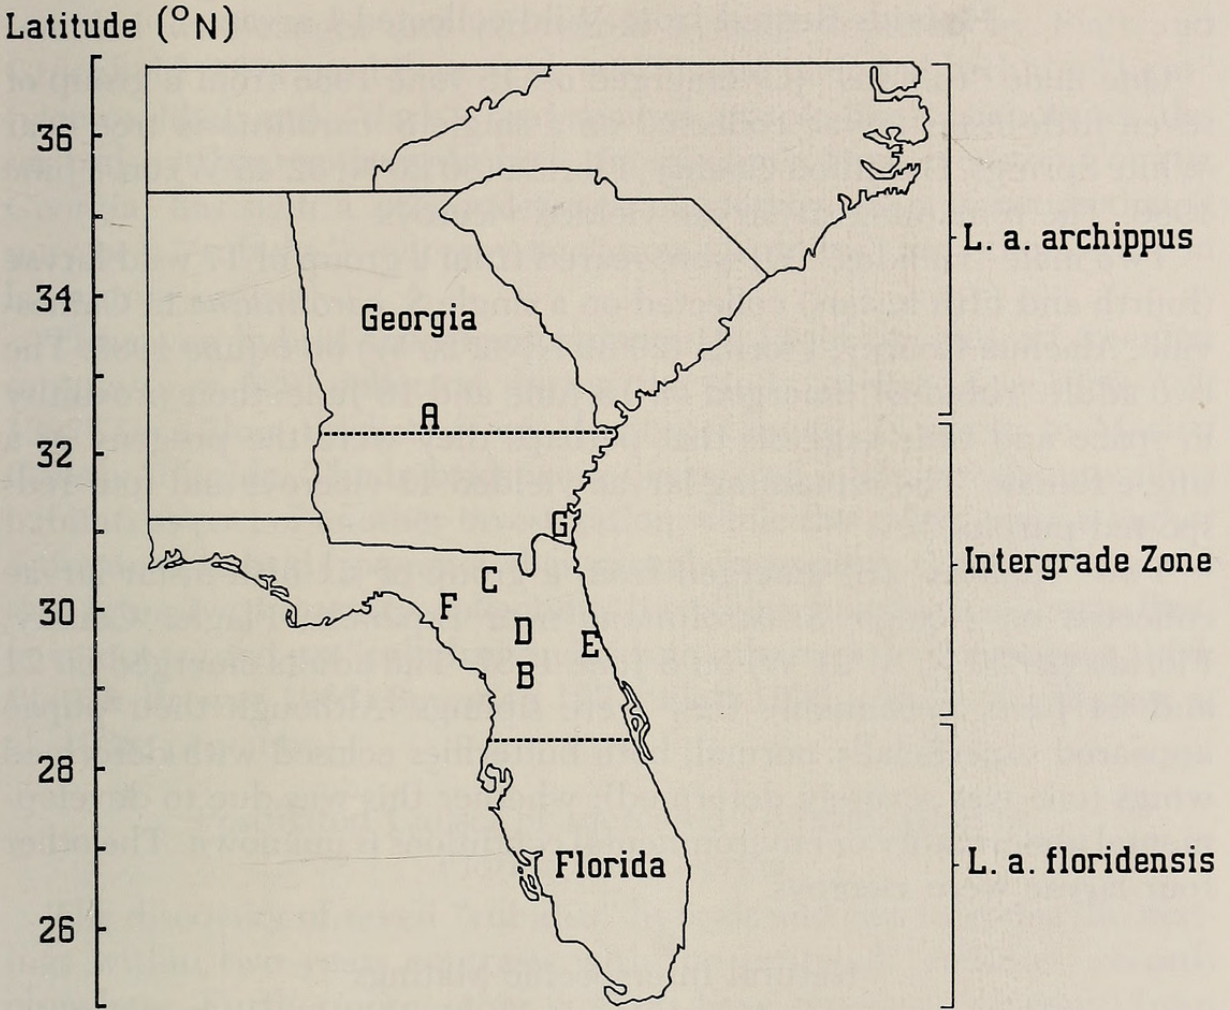 Latitude (°N)
36
L. a. archippus
34
Georgia
A
32
G
Intergrade Zone
C
F
30
D
E
B
28
Florida
L. a. floridensis
26